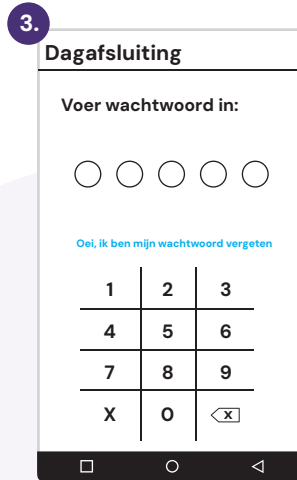 3.
Dagafsluiting
Voer wachtwoord in:
Oei, ik ben mijn wachtwoord vergeten
1 2 3
4 5 6
7 8 9
X 0 x